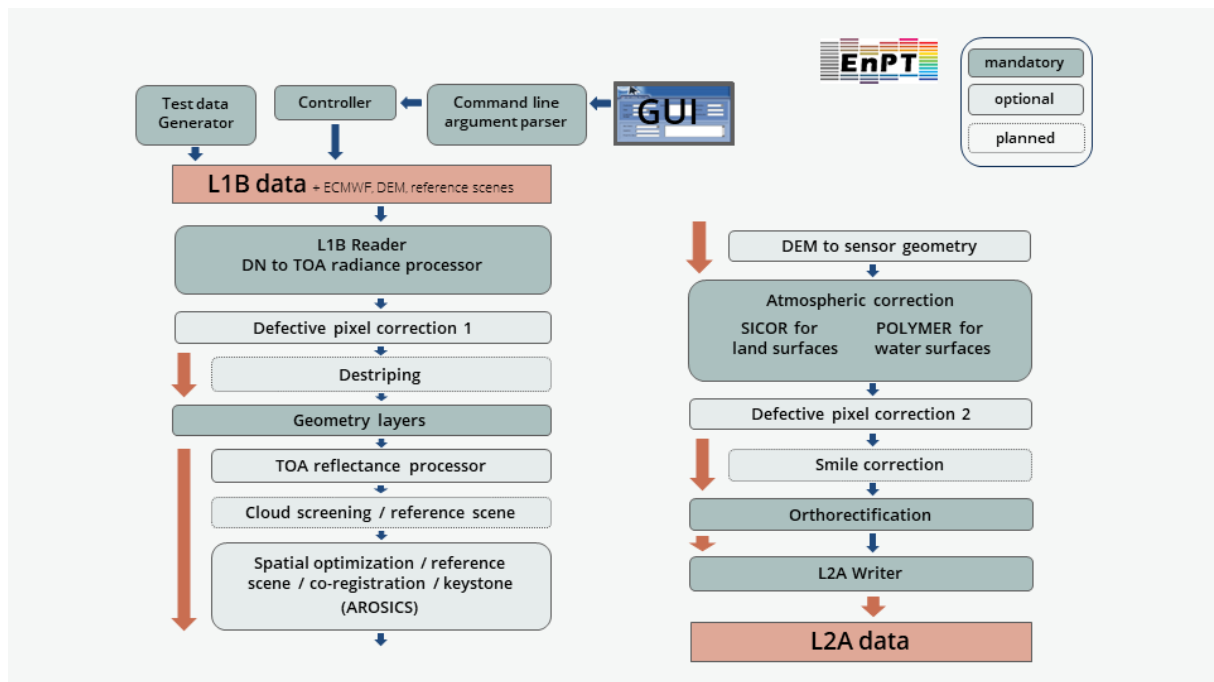 EnPT
mandatory
optional
planned
Test data
Generator
Controller
Command line
argument parser
GUI
L1B data + ECMWF, DEM, reference scenes
L1B Reader
DN to TOA radiance processor
Defective pixel correction 1
Destriping
Geometry layers
TOA reflectance processor
Cloud screening / reference scene
Spatial optimization / reference
scene / co-registration / keystone
(AROSICS)
DEM to sensor geometry
Atmospheric correction
SICOR for
land surfaces
POLYMER for
water surfaces
Defective pixel correction 2
Smile correction
Orthorectification
L2A Writer
L2A data